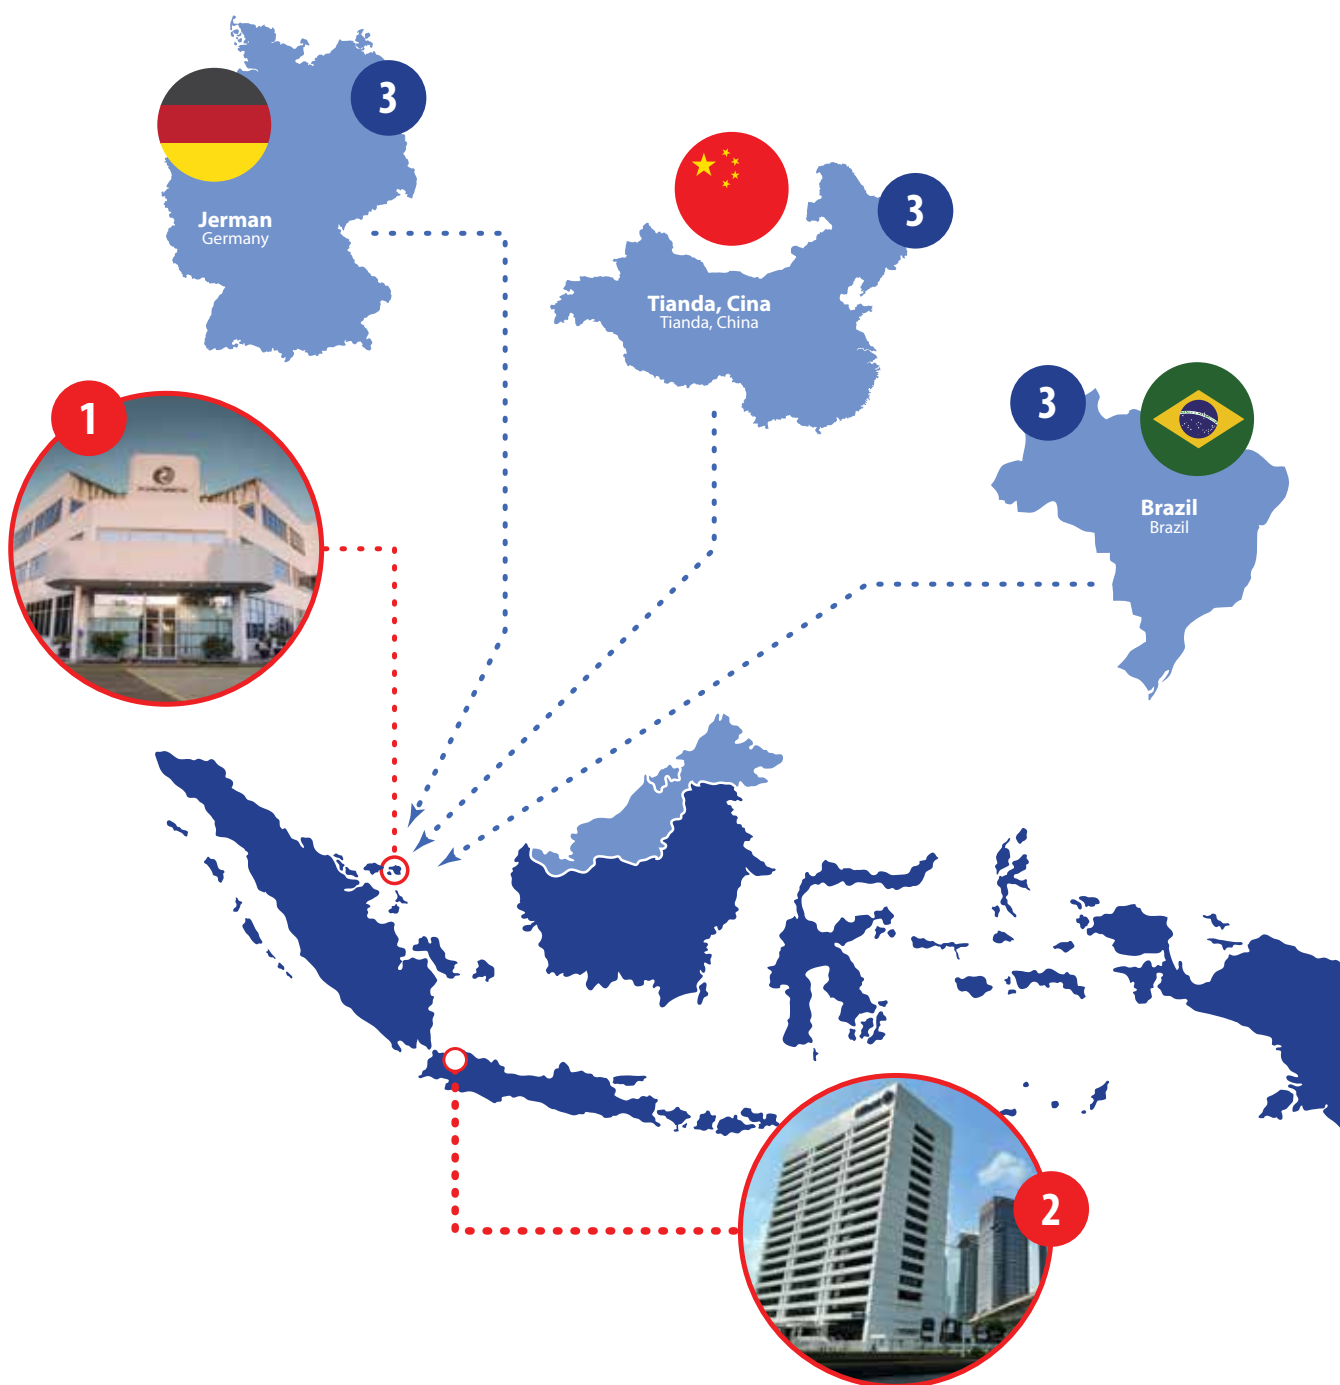 3
Jerman
Germany
3
Tianda, Cina
Tianda, China
3
Brazil
Brazil
1
2